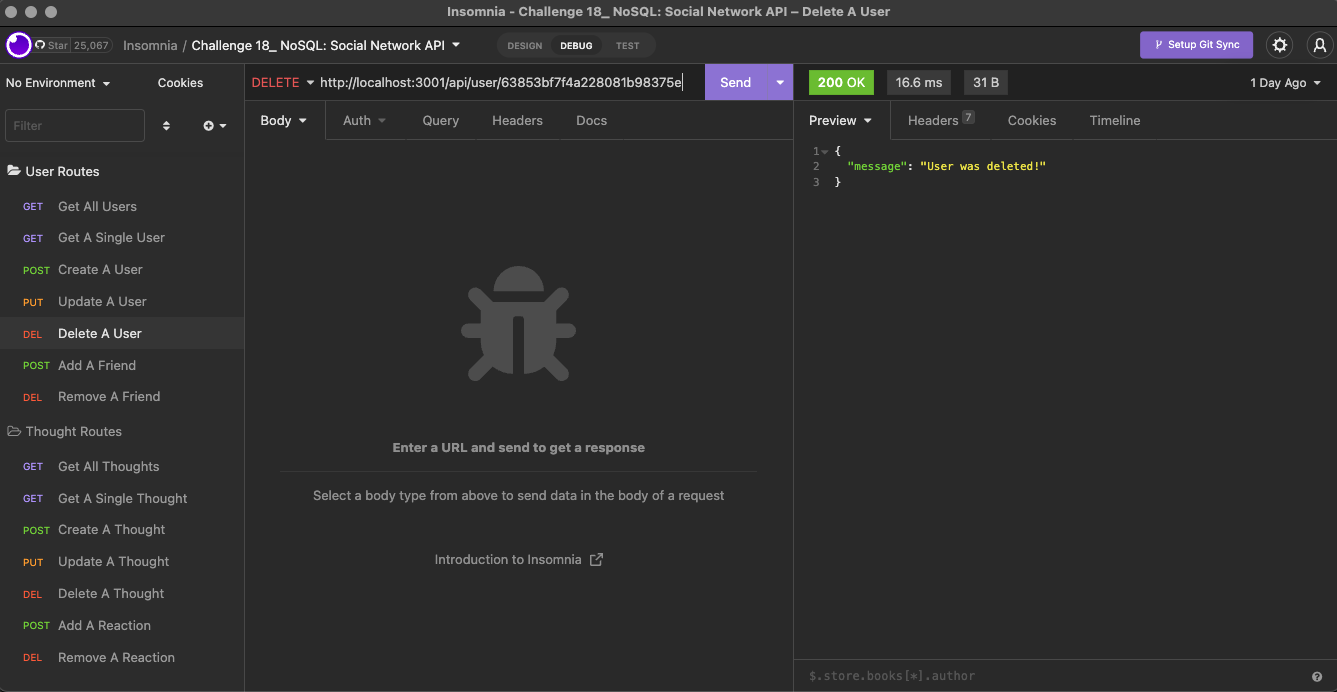 Insomnia - Challenge 18_ NoSQL: Social Network API – Delete A User
Star 25,067
Insomnia / Challenge 18_ NoSQL: Social Network API
DESIGN DEBUG TEST
Setup Git Sync
No Environment
Cookies
Filter
User Routes
GET Get All Users
GET Get A Single User
POST Create A User
PUT Update A User
DEL Delete A User
POST Add A Friend
DEL Remove A Friend
Thought Routes
GET Get All Thoughts
GET Get A Single Thought
POST Create A Thought
PUT Update A Thought
DEL Delete A Thought
POST Add A Reaction
DEL Remove A Reaction
DELETE http://localhost:3001/api/user/63853bf7f4a228081b98375e
Send
Body Auth Query Headers Docs
Enter a URL and send to get a response
Select a body type from above to send data in the body of a request
Introduction to Insomnia
200 OK 16.6 ms 31 B 1 Day Ago
Preview Headers 7 Cookies Timeline
1 {
2 "message": "User was deleted!"
3 }
$.store.books[*].author